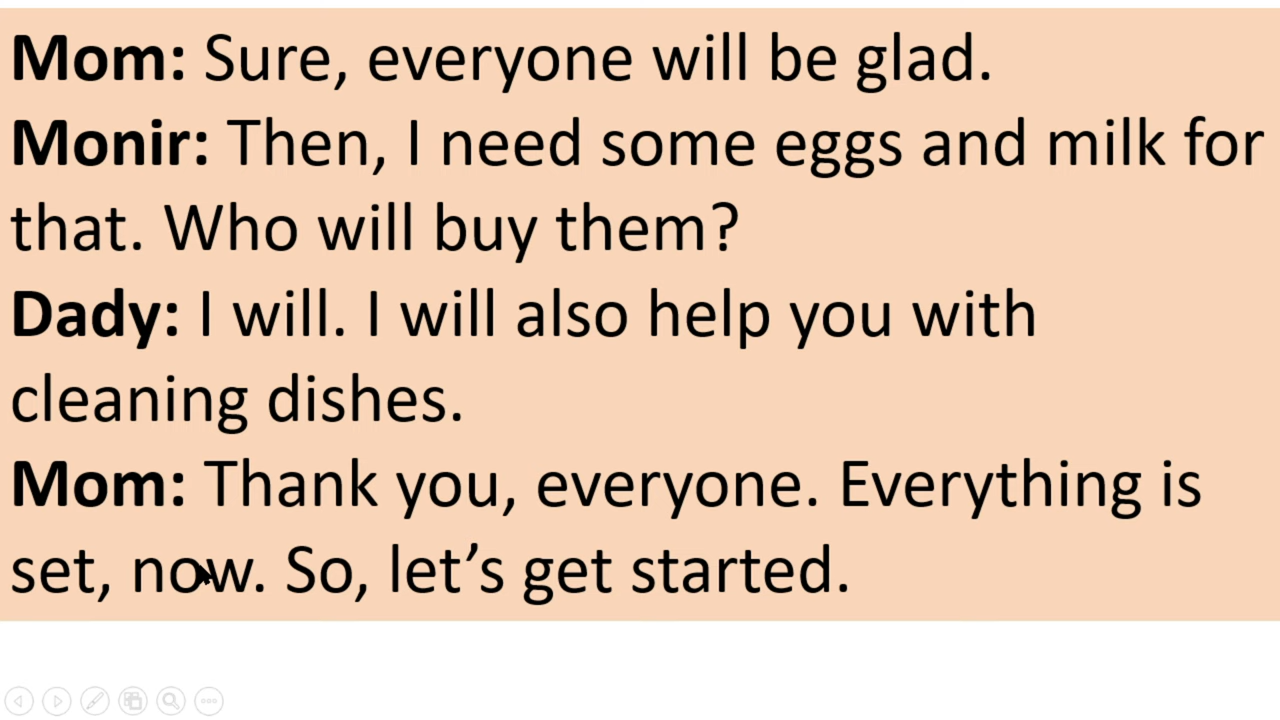 Mom: Sure, everyone will be glad.
Monir: Then, I need some eggs and milk for
that. Who will buy them?
Dady: I will. I will also help you with
cleaning dishes.
Mom: Thank you, everyone. Everything is
set, now. So, let’s get started.